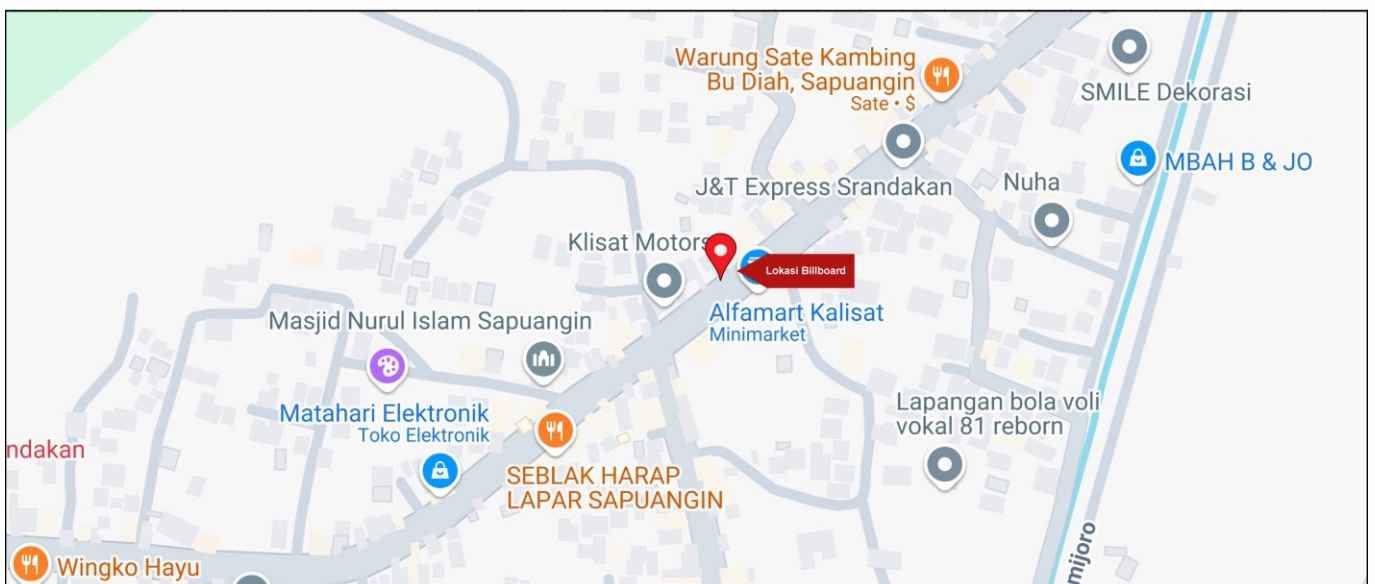 Warung Sate Kambing
Bu Diah, Sapuangin
Sate • $
SMILE Dekorasi
MBAH B & JO
J&T Express Srandakan
Nuha
Klisat Motors
Lokasi Billboard
Alfamart Kalisat
Minimarket
Masjid Nurul Islam Sapuangin
Matahari Elektronik
Toko Elektronik
Lapangan bola voli
vokal 81 reborn
ndakan
SEBLAK HARAP
LAPAR SAPUANGIN
mijoro
Wingko Hayu